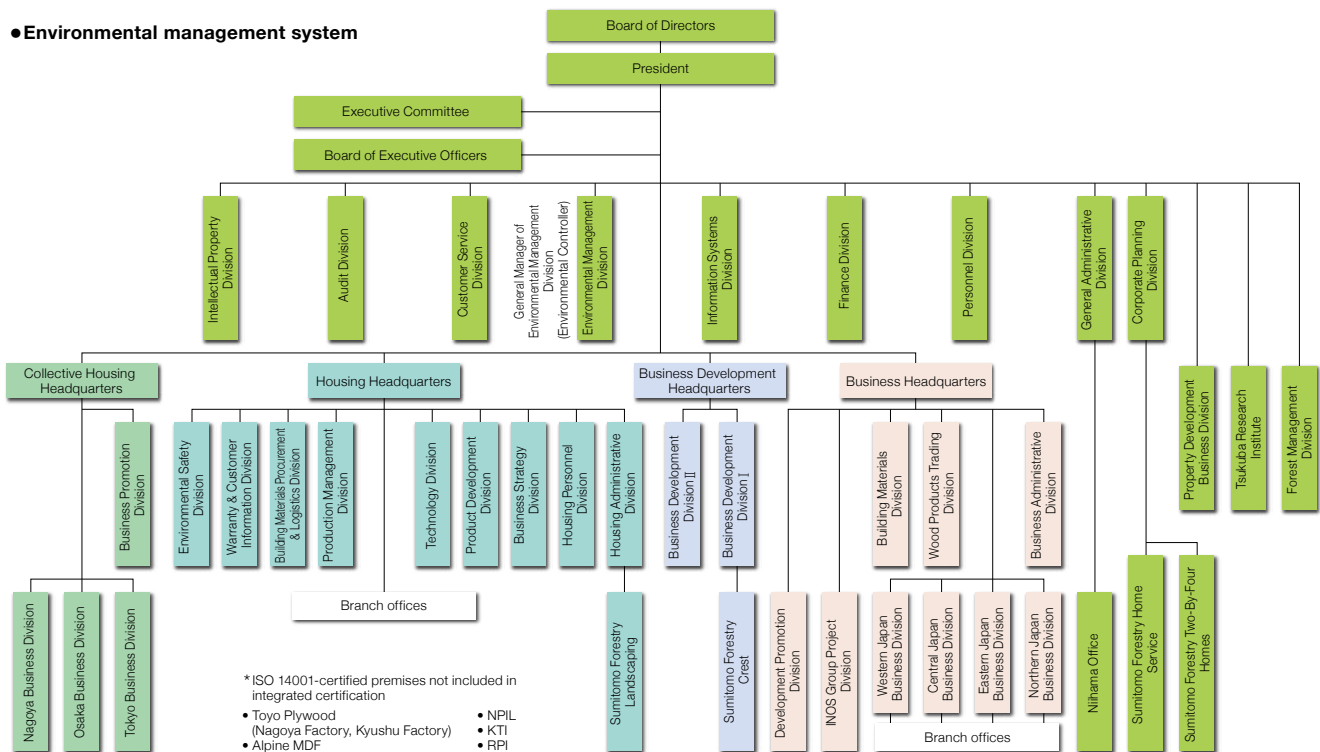 ●Environmental management system
Board of Directors
President
Executive Committee
Board of Executive Officers
Intellectual Property
Division
Audit Division
Customer Service
Division
General Manager of
Environmental Management
Division
(Environmental Controller)
Environmental Management
Division
Information Systems
Division
Finance Division
Personnel Division
General Administrative
Division
Corporate Planning
Division
Collective Housing
Headquarters
Housing Headquarters
Business Development
Headquarters
Business Headquarters
Property Development
Business Division
Tsukuba Research
Institute
Forest Management
Division
Business Promotion
Division
Environmental Safety
Division
Warranty & Customer
Information Division
Building Materials Procurement
& Logistics Division
Production Management
Division
Technology Division
Product Development
Division
Business Strategy
Division
Housing Personnel
Division
Housing Administrative
Division
Business Development
Division II
Business Development
Division I
Building Materials
Division
Wood Products Trading
Division
Business Administrative
Division
Nagoya Business Division
Osaka Business Division
Tokyo Business Division
Branch offices
Sumitomo Forestry
Landscaping
Sumitomo Forestry
Crest
Development Promotion
Division
INOS Group Project
Division
Western Japan
Business Division
Central Japan
Business Division
Eastern Japan
Business Division
Northern Japan
Business Division
Branch offices
Niihama Office
Sumitomo Forestry Home
Service
Sumitomo Forestry Two-By-Four
Homes
* ISO 14001-certified premises not included in
integrated certification
• Toyo Plywood
(Nagoya Factory, Kyushu Factory)
• Alpine MDF
• NPIL
• KTI
• RPI